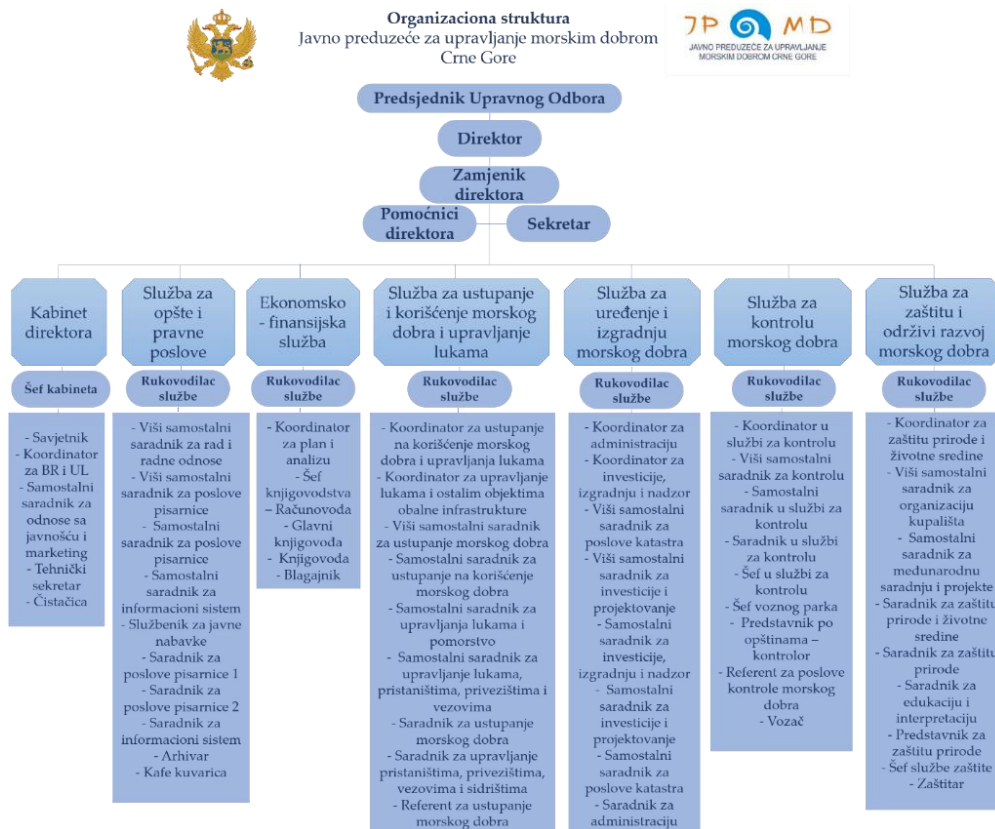 Organizaciona struktura
Javno preduzeće za upravljanje morskim dobrom
Crne Gore
JP MD
JAVNO PREDUZEĆE ZA UPRAVLJANJE
MORSKIM DOBROM CRNE GORE
Predsjednik Upravnog Odbora
Direktor
Zamjenik
direktora
Pomoćnici
direktora
Sekretar
Kabinet
direktora
Šef kabineta
- Savjetnik
- Koordinator
za BR i UL
- Samostalni
saradnik za
odnose sa
javnošću i
marketing
- Tehnički
sekretar
- Čistačica
Služba za
opšte i
pravne
poslove
Rukovodilac
službe
- Viši samostalni
saradnik za rad i
radne odnose
- Viši samostalni
saradnik za poslove
pisarnice
- Samostalni
saradnik za poslove
pisarnice
- Samostalni
saradnik za
informacioni sistem
- Službenik za javne
nabavke
- Saradnik za
poslove pisarnice 1
- Saradnik za
poslove pisarnice 2
- Saradnik za
informacioni sistem
- Arhivar
- Kafe kuvarica
Ekonomsko
- finansijska
služba
Rukovodilac
službe
- Koordinator
za plan i
analizu
- Šef
knjigovodstva
– Računovođa
- Glavni
knjigovođa
- Knjigovođa
- Blagajnik
Služba za ustupanje
i korišćenje morskog
dobra i upravljanje
lukama
Rukovodilac
službe
- Koordinator za ustupanje
na korišćenje morskog
dobra i upravljanja lukama
- Koordinator za upravljanje
lukama i ostalim objektima
obalne infrastrukture
- Viši samostalni saradnik
za ustupanje morskog dobra
- Samostalni saradnik za
ustupanje na korišćenje
morskog dobra
- Samostalni saradnik za
upravljanja lukama i
pomorstvo
- Samostalni saradnik za
upravljanje lukama,
pristaništima, privezištima i
vezovima
- Saradnik za ustupanje
morskog dobra
- Saradnik za upravljanje
pristaništima, privezištima,
vezovima i sidrištima
- Referent za ustupanje
morskog dobra
Služba za
uređenje i
izgradnju
morskog dobra
Rukovodilac
službe
- Koordinator za
administraciju
- Koordinator za
investicije,
izgradnju i nadzor
- Viši samostalni
saradnik za
poslove katastra
- Viši samostalni
saradnik za
investicije i
projektovanje
- Samostalni
saradnik za
investicije,
izgradnju i nadzor
- Samostalni
saradnik za
investicije i
projektovanje
- Samostalni
saradnik za
poslove katastra
- Saradnik za
administraciju
Služba za
kontrolu
morskog dobra
Rukovodilac
službe
- Koordinator u
službi za kontrolu
- Viši samostalni
saradnik za kontrolu
- Samostalni
saradnik u službi za
kontrolu
- Saradnik u službi
za kontrolu
- Šef u službi za
kontrolu
- Šef voznog parka
- Predstavnik po
opštinama –
kontrolor
- Referent za poslove
kontrole morskog
dobra
- Vozač
Služba za
zaštitu i
održivi razvoj
morskog dobra
Rukovodilac
službe
- Koordinator za
zaštitu prirode i
životne sredine
- Viši samostalni
saradnik za
organizaciju
kupališta
- Samostalni
saradnik za
međunarodnu
saradnju i projekte
- Saradnik za zaštitu
prirode i životne
sredine
- Saradnik za zaštitu
prirode
- Saradnik za
edukaciju i
interpretaciju
- Predstavnik za
zaštitu prirode
- Šef službe zaštite
- Zaštitar